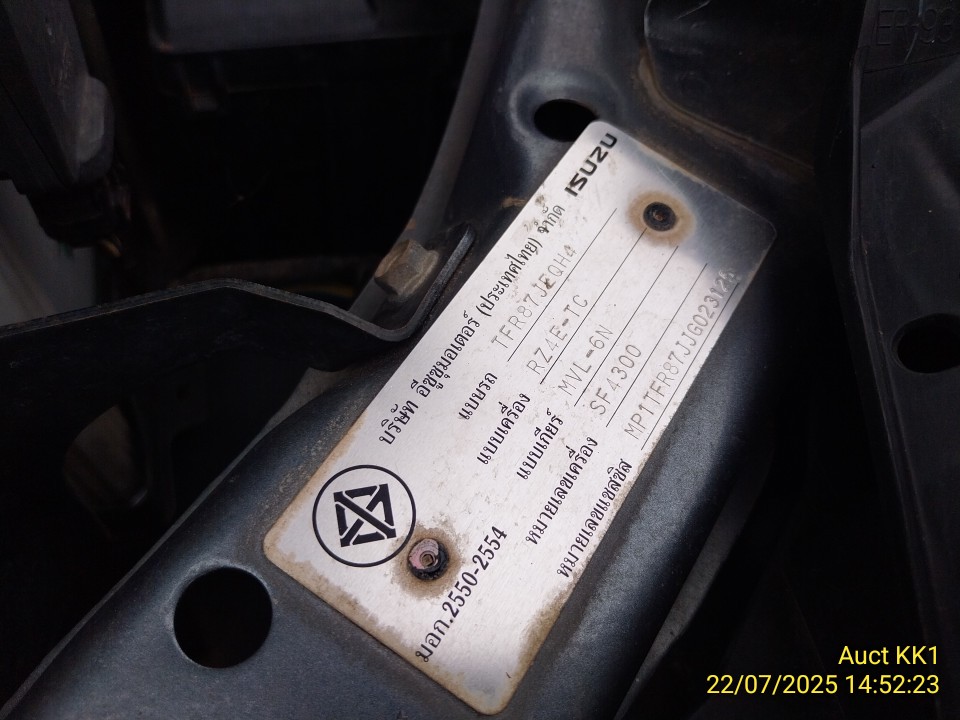 บริษัท อีซูซุมอเตอร์ (ประเทศไทย) จำกัด ISUZU
แบบรถ TFR87JEQH4
แบบเครื่อง RZ4E-TC
แบบเกียร์ MVL-6N
หมายเลขเครื่อง SF4300
หมายเลขแชสซิส
มอก.2550-2554
Auct KK1
22/07/2025 14:52:23